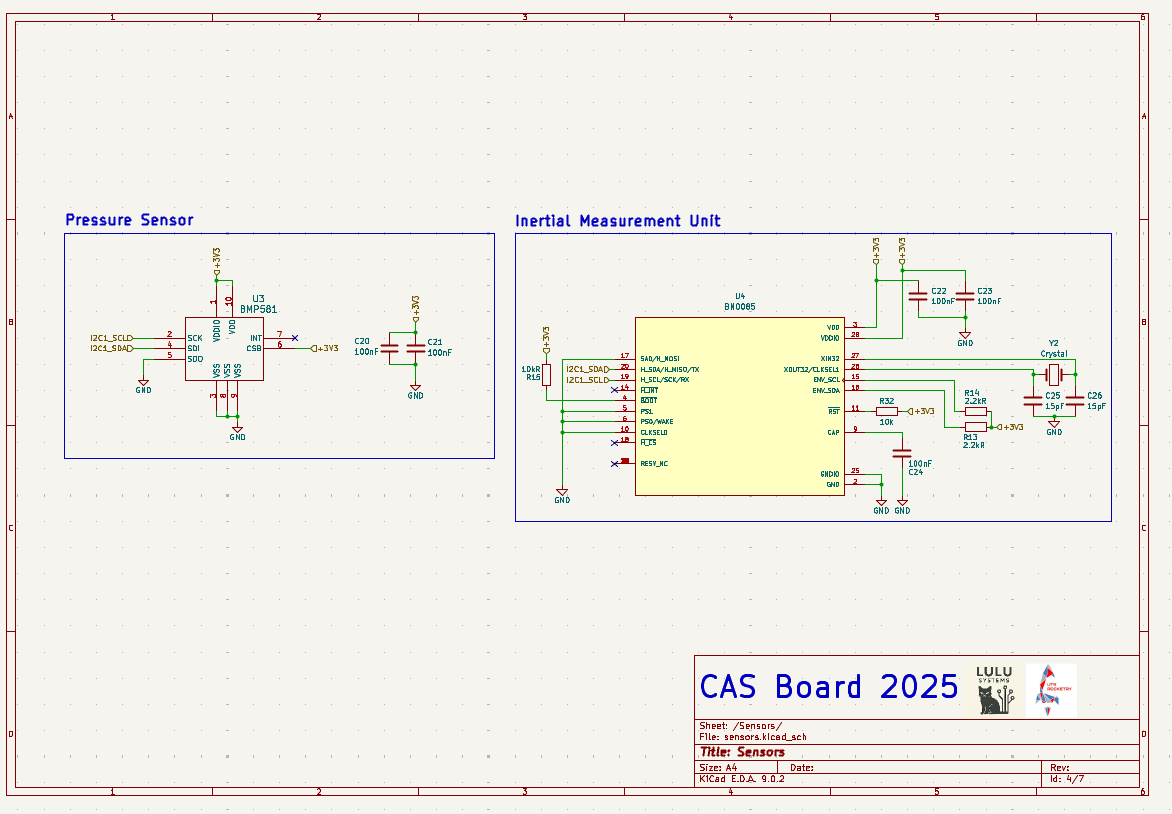 1 2 3 4 5 6
A A
B B
C C
D D
Pressure Sensor
+3V3
U3
BMP581
1 10
VDDIO VDD
I2C1_SCL 2 SCK
I2C1_SDA 4 SDI
5 SDO
INT 7
CSB 6 +3V3
VSS VSS VSS
3 8 9
GND
GND
+3V3
C20
100nF
C21
100nF
GND
Inertial Measurement Unit
+3V3
10kR
R15
I2C1_SDA
I2C1_SCL
GND
U4
BNO085
17 SA0/H_MOSI
20 H_SDA/H_MISO/TX
19 H_SCL/SCK/RX
14 H_INT
4 BOOT
5 PS1
6 PS0/WAKE
10 CLKSEL0
18 H_CS
RESV_NC
VDD 3
VDDIO 28
XIN32 27
XOUT32/CLKSEL1 26
ENV_SCL 15
ENV_SDA 16
RST 11
CAP 9
GNDIO 25
GND 2
+3V3 +3V3
C22
100nF
C23
100nF
GND
Y2
Crystal
C25
15pF
C26
15pF
GND
R14
2.2kR
R13
2.2kR
+3V3
R32
10k
+3V3
100nF
C24
GND GND
CAS Board 2025
LULU
SYSTEMS
UTS
ROCKETRY
Sheet: /Sensors/
File: sensors.kicad_sch
Title: Sensors
Size: A4 Date: Rev:
KiCad E.D.A. 9.0.2 Id: 4/7
1 2 3 4 5 6